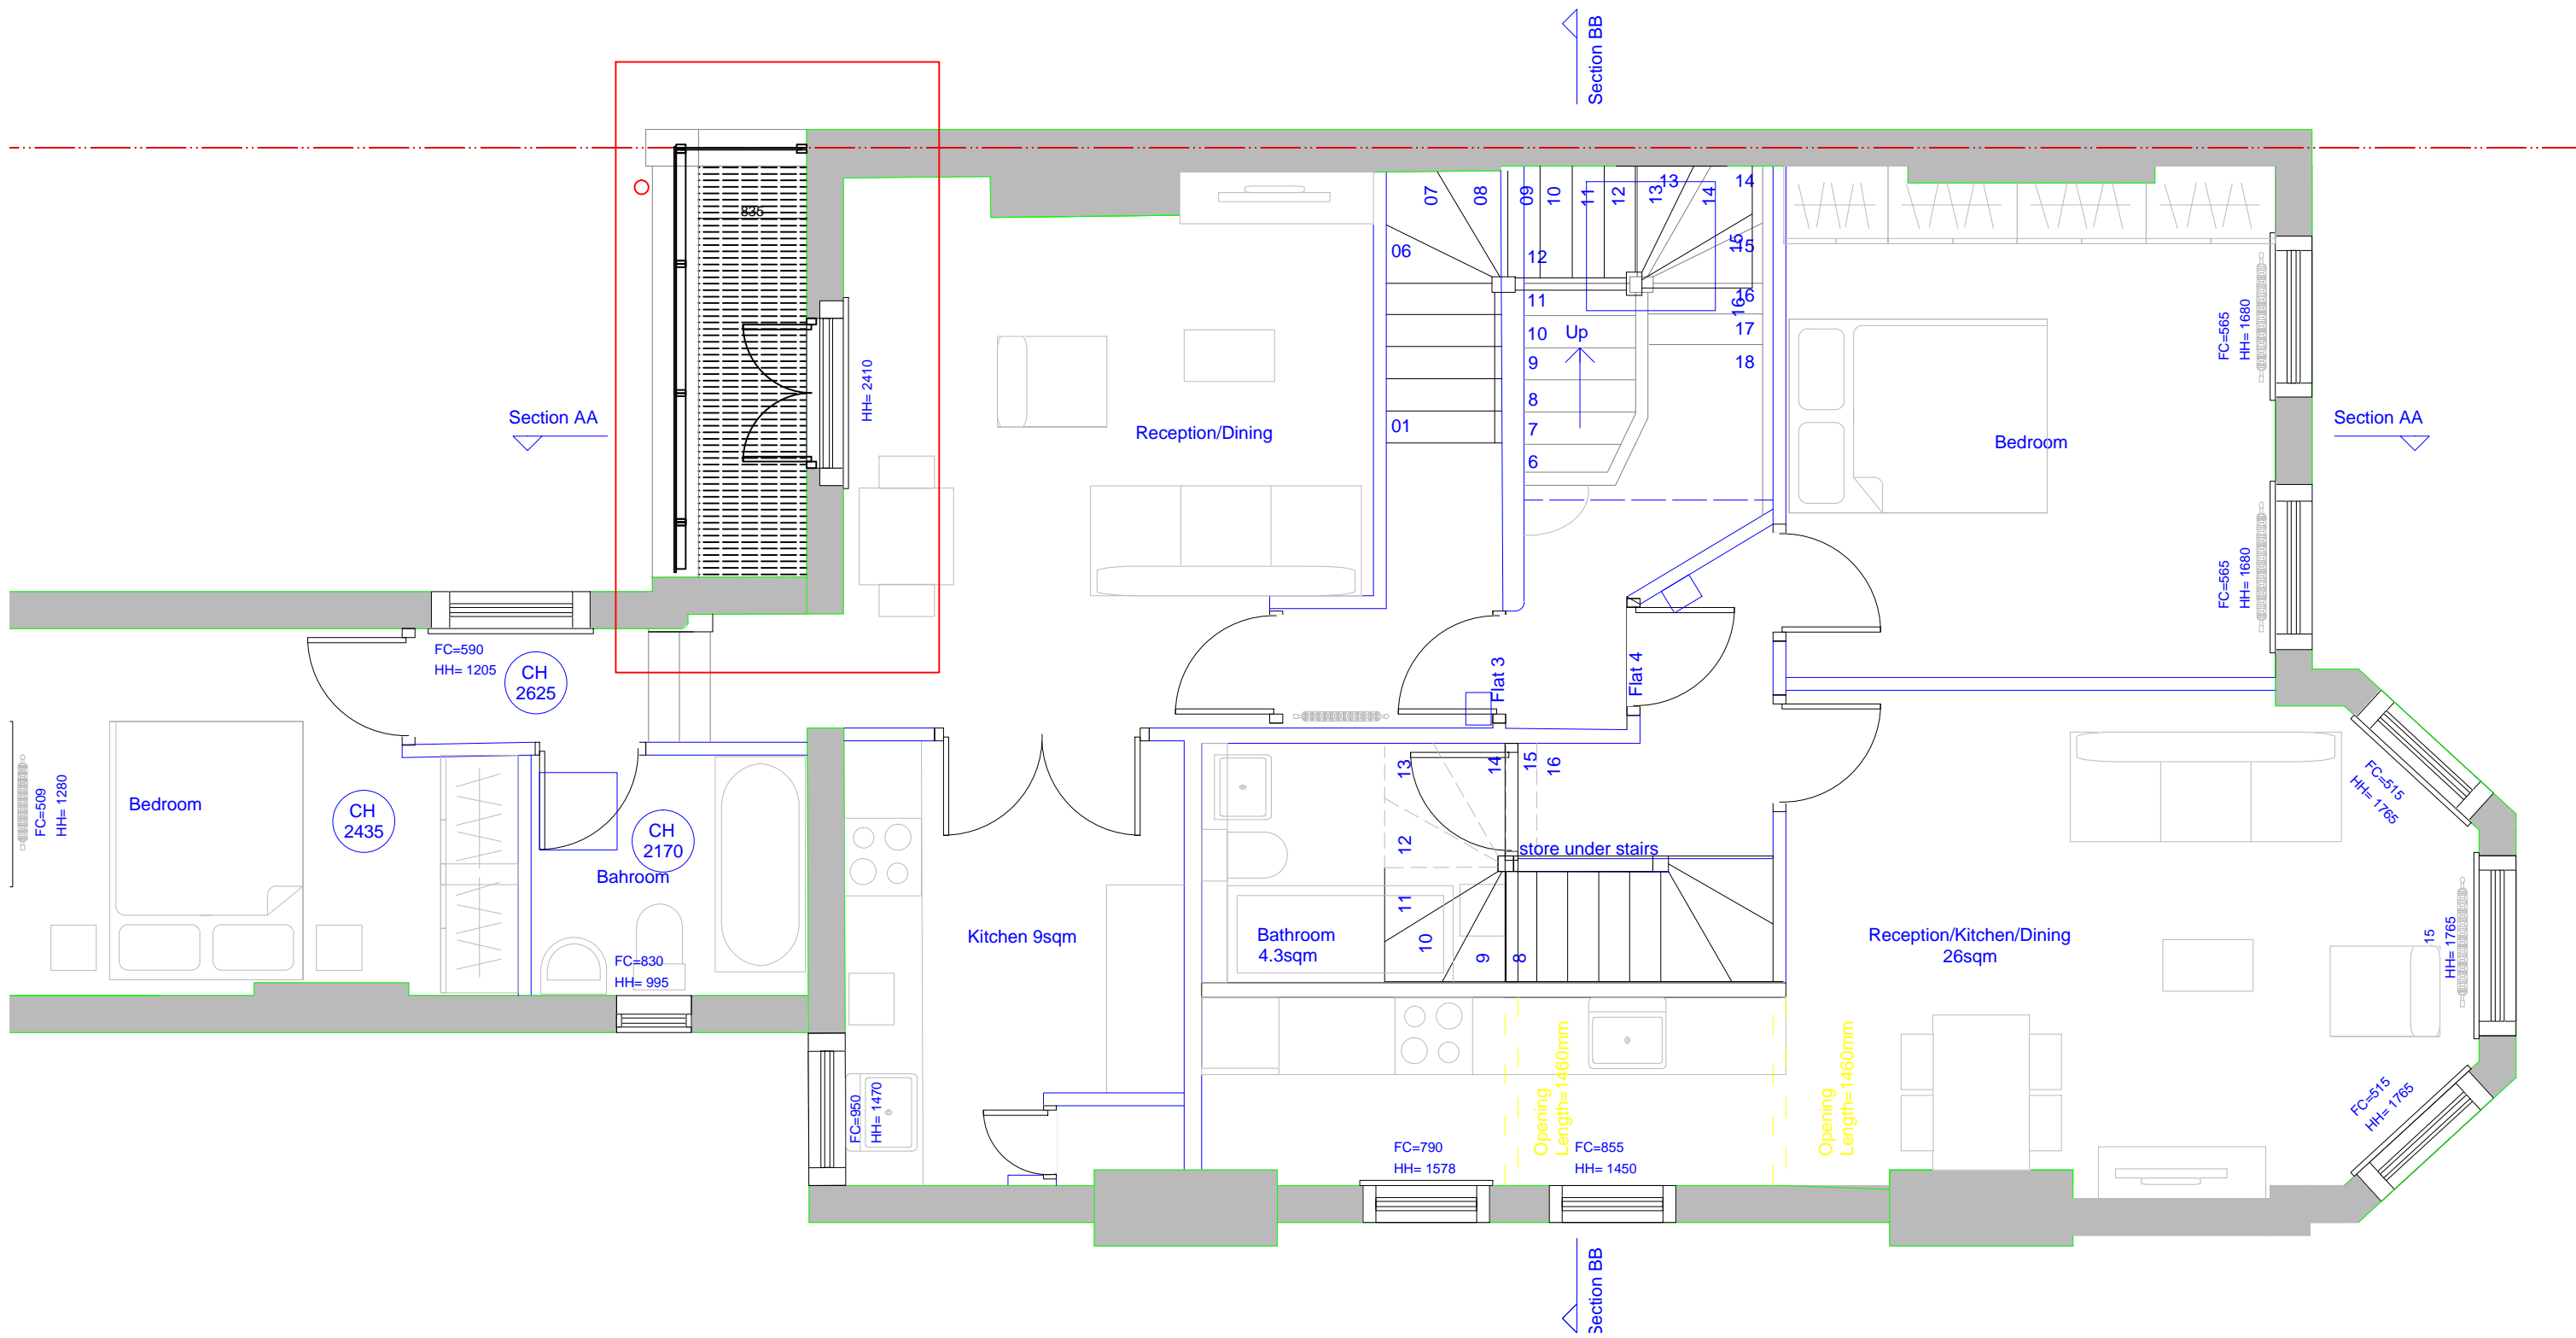 Section BB
835
07
08
09
10
11
12
13
13
14
14
06
12
15
15
11
16
16
10
Up
17
9
18
8
01
7
6
HH= 2410
FC=565
HH= 1680
Section AA
Reception/Dining
Section AA
Bedroom
FC=565
HH= 1680
FC=590
HH= 1205
CH
2625
Flat 3
Flat 4
FC=509
HH= 1280
Bedroom
CH
2435
CH
2170
Bahroom
13
14
15
16
12
store under stairs
11
FC=515
HH= 1765
Kitchen 9sqm
Bathroom
4.3sqm
10
9
8
Reception/Kitchen/Dining
26sqm
15
HH= 1765
FC=830
HH= 995
FC=950
HH= 1470
Opening
Length=1460mm
Opening
Length=1460mm
FC=515
HH= 1765
FC=790
HH= 1578
FC=855
HH= 1450
Section BB